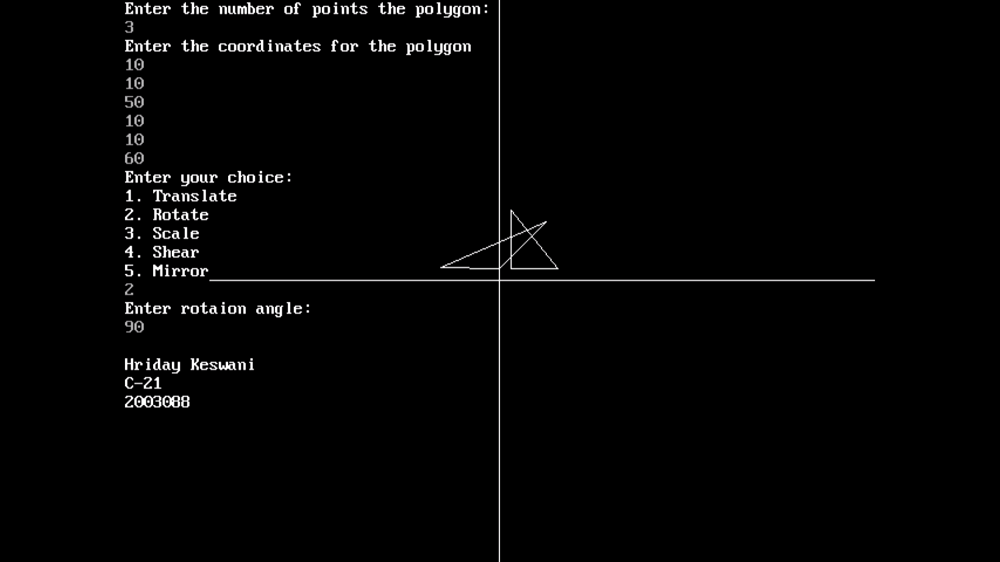 Enter the number of points the polygon:
3
Enter the coordinates for the polygon
10
10
50
10
10
60
Enter your choice:
1. Translate
2. Rotate
3. Scale
4. Shear
5. Mirror
2
Enter rotaion angle:
90
Hriday Keswani
C-21
2003088